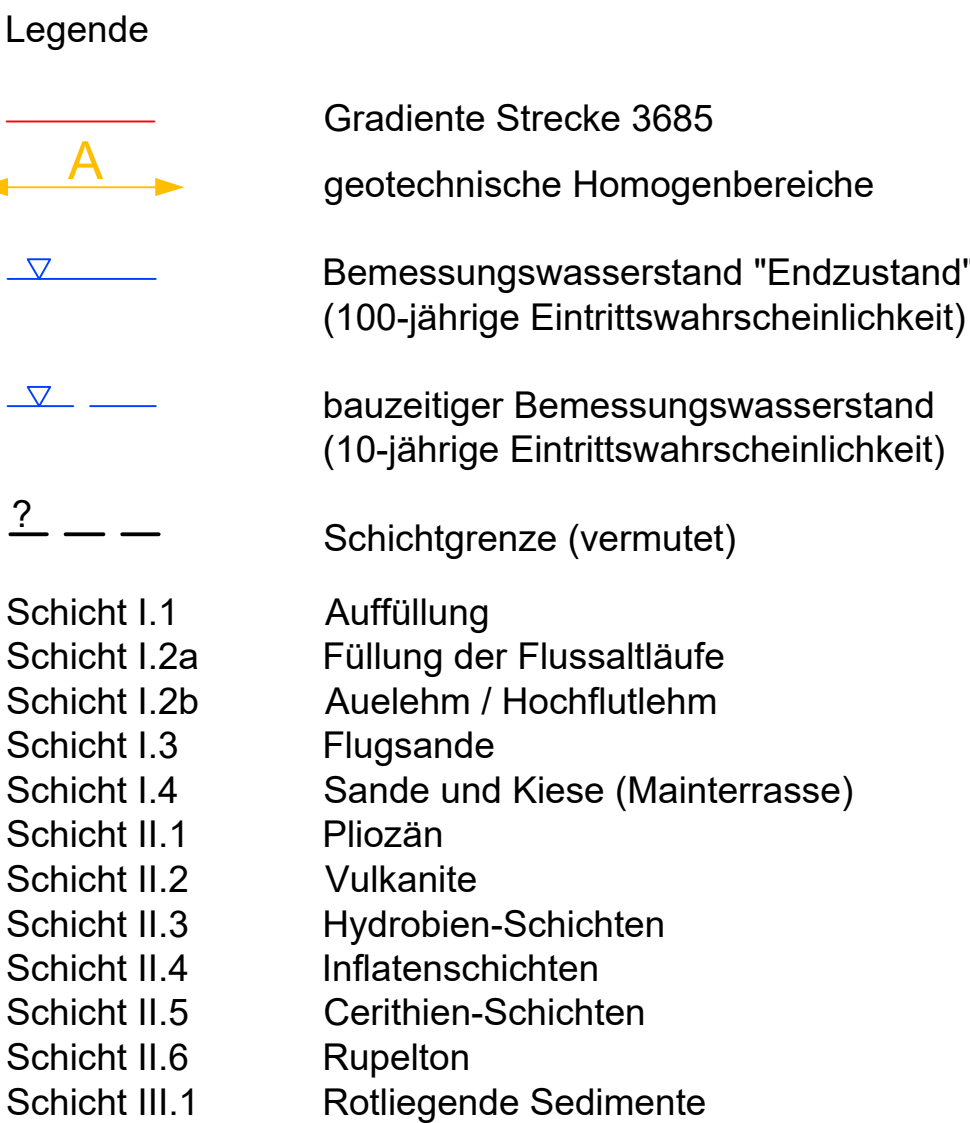 Legende
Gradiente Strecke 3685
A
geotechnische Homogenbereiche
Bemessungswasserstand "Endzustand"
(100-jährige Eintrittswahrscheinlichkeit)
bauzeitiger Bemessungswasserstand
(10-jährige Eintrittswahrscheinlichkeit)
?
Schichtgrenze (vermutet)
Schicht I.1 Auffüllung
Schicht I.2a Füllung der Flussaltläufe
Schicht I.2b Auelehm / Hochflutlehm
Schicht I.3 Flugsande
Schicht I.4 Sande und Kiese (Mainterrasse)
Schicht II.1 Pliozän
Schicht II.2 Vulkanite
Schicht II.3 Hydrobien-Schichten
Schicht II.4 Inflatenschichten
Schicht II.5 Cerithien-Schichten
Schicht II.6 Rupelton
Schicht III.1 Rotliegende Sedimente